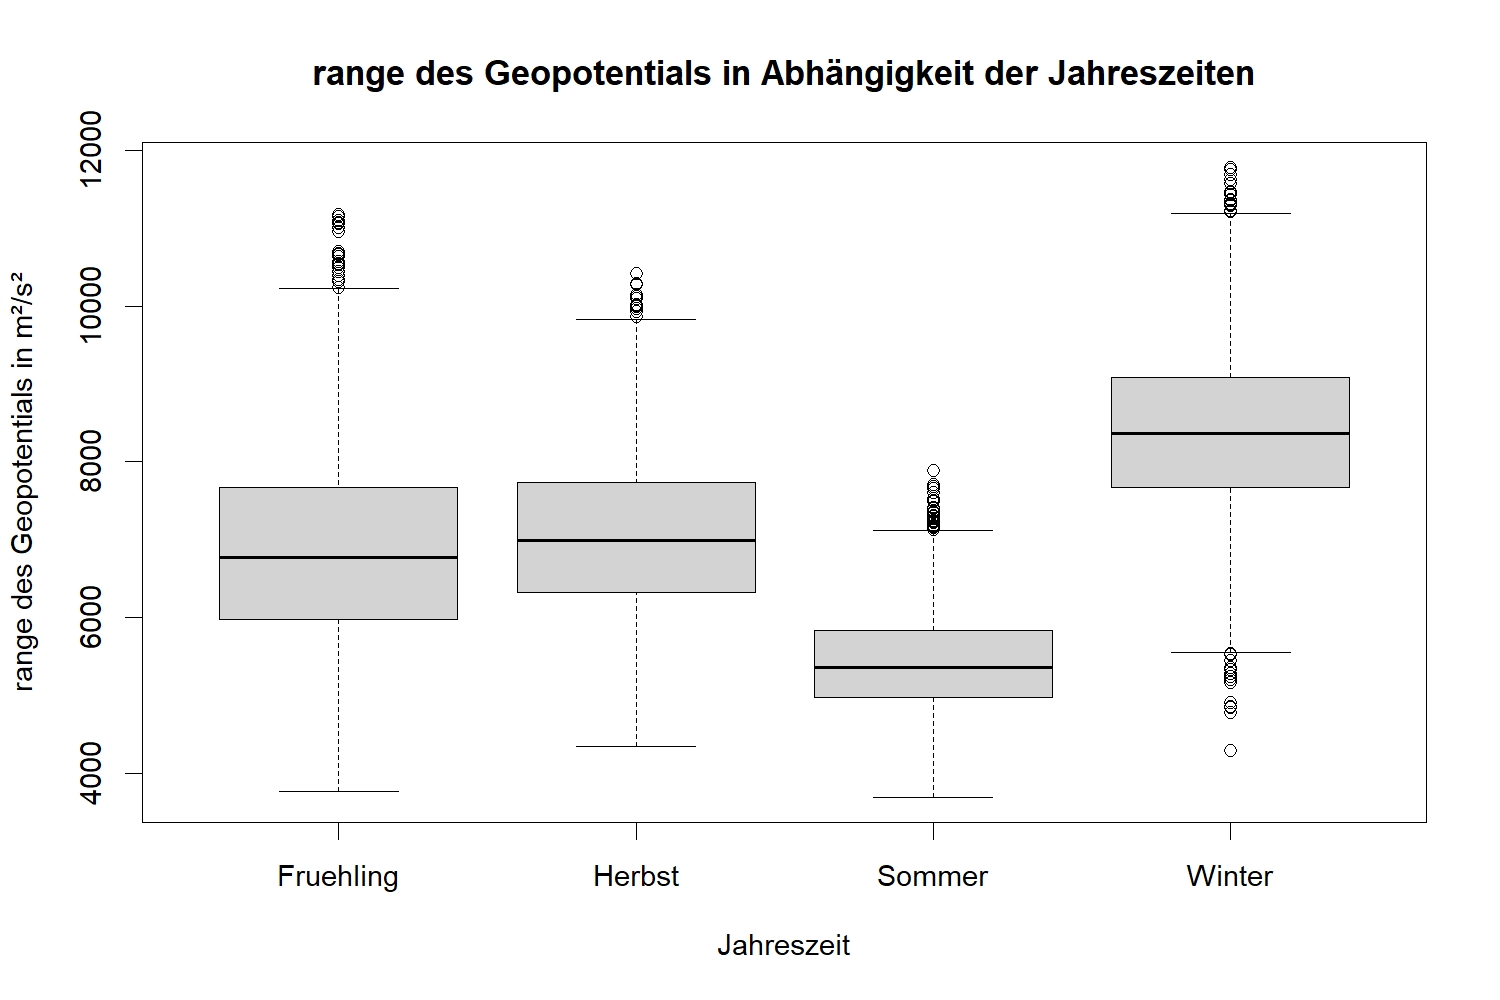 range des Geopotentials in Abhängigkeit der Jahreszeiten
range des Geopotentials in m²/s²
12000
10000
8000
6000
4000
Fruehling
Herbst
Sommer
Winter
Jahreszeit